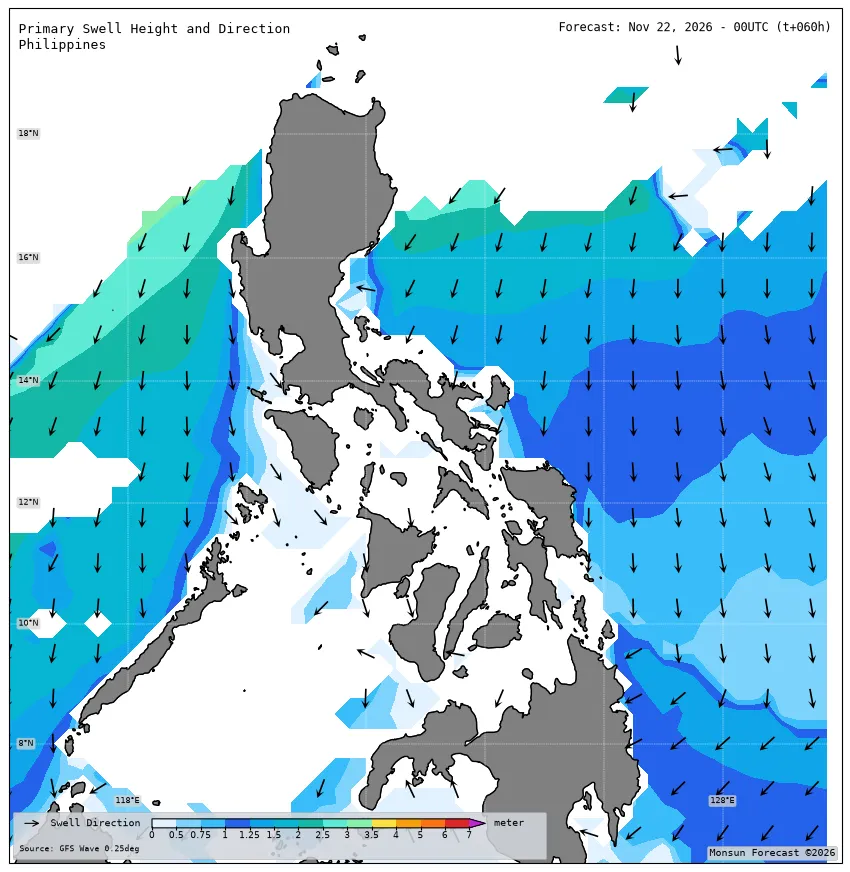 Primary Swell Height and Direction
Philippines
Forecast: Nov 22, 2026 - 00UTC (t+060h)
18°N
16°N
14°N
12°N
10°N
8°N
118°E
128°E
Swell Direction
meter
0 0.5 0.75 1 1.25 1.5 2 2.5 3 3.5 4 5 6 7
Source: GFS Wave 0.25deg
Monsun Forecast ©2026